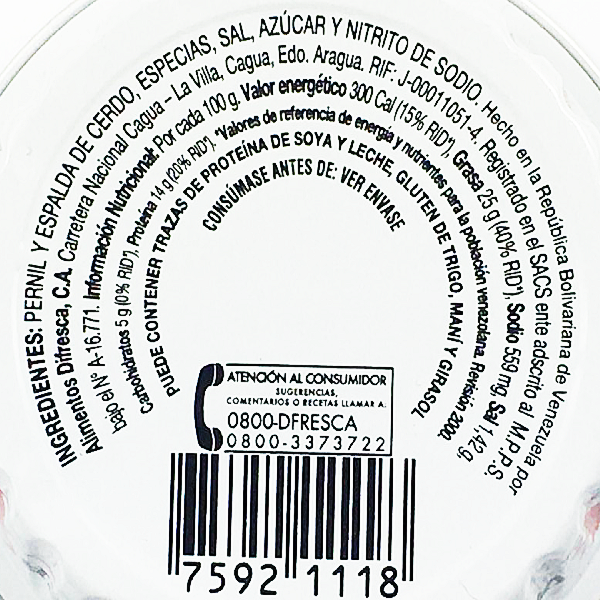 INGREDIENTES: PERNIL Y ESPALDA DE CERDO, ESPECIAS, SAL, AZÚCAR Y NITRITO DE SODIO. Hecho en la República Bolivariana de Venezuela por
Alimentos Difresca, C.A. Carretera Nacional Cagua - La Villa, Cagua, Edo. Aragua. RIF: J-00011051-4. Registrado en el SACS ente adscrito al M.P.P.S.
bajo el N° A-16.771. Información Nutricional: Por cada 100 g. Valor energético 300 Cal (15% RID*), Grasa 25 g (40% RID*). Sodio 559 mg. Sal 1,42g
Carbohidratos 5 g (0% RID*), Proteína 14 g (20% RID*). *Valores de referencia de energía y nutrientes para la población venezolana. Revisión 2000.
PUEDE CONTENER TRAZAS DE PROTEÍNA DE SOYA Y LECHE, GLUTEN DE TRIGO, MANÍ Y GIRASOL
CONSÚMASE ANTES DE: VER ENVASE
ATENCIÓN AL CONSUMIDOR
SUGERENCIAS,
COMENTARIOS O RECETAS LLAMAR A.
0800-DFRESCA
0800-3373722
7592 1118